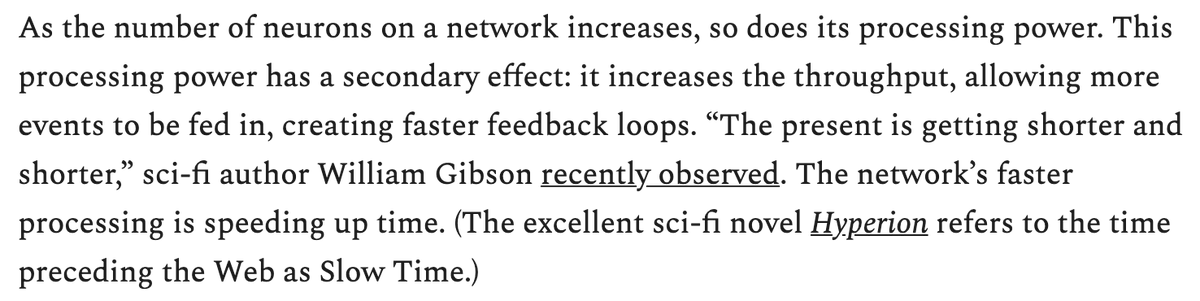 As the number of neurons on a network increases, so does its processing power. This
processing power has a secondary effect: it increases the throughput, allowing more
events to be fed in, creating faster feedback loops. “The present is getting shorter and
shorter,” sci-fi author William Gibson recently observed. The network’s faster
processing is speeding up time. (The excellent sci-fi novel Hyperion refers to the time
preceding the Web as Slow Time.)